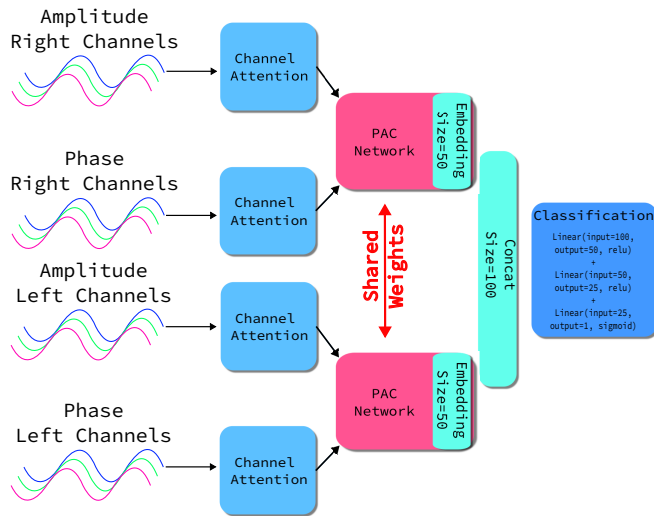 Amplitude
Right Channels
Channel
Attention
PAC
Network
Embedding
Size=50
Phase
Right Channels
Channel
Attention
Shared
Weights
Concat
Size=100
Classification
Linear(input=100,
output=50, relu)
+
Linear(input=50,
output=25, relu)
+
Linear(input=25,
output=1, sigmoid)
Amplitude
Left Channels
Channel
Attention
PAC
Network
Embedding
Size=50
Phase
Left Channels
Channel
Attention